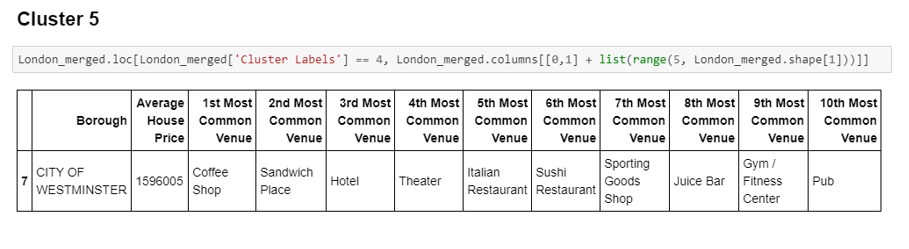 Cluster 5
London_merged.loc[London_merged['Cluster Labels'] == 4, London_merged.columns[[0,1] + list(range(5, London_merged.shape[1]))]]
Borough Average House Price 1st Most Common Venue 2nd Most Common Venue 3rd Most Common Venue 4th Most Common Venue 5th Most Common Venue 6th Most Common Venue 7th Most Common Venue 8th Most Common Venue 9th Most Common Venue 10th Most Common Venue
7 CITY OF WESTMINSTER 1596005 Coffee Shop Sandwich Place Hotel Theater Italian Restaurant Sushi Restaurant Sporting Goods Shop Juice Bar Gym / Fitness Center Pub